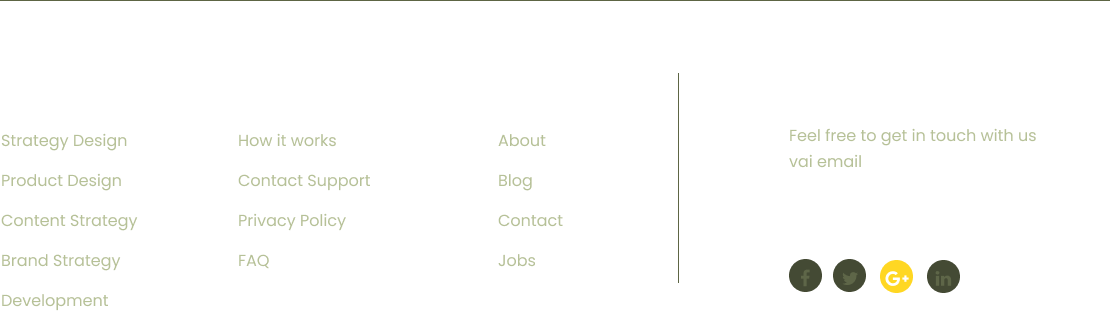 Strategy Design
Product Design
Content Strategy
Brand Strategy
Development
How it works
Contact Support
Privacy Policy
FAQ
About
Blog
Contact
Jobs
Feel free to get in touch with us
vai email
f
G+
in